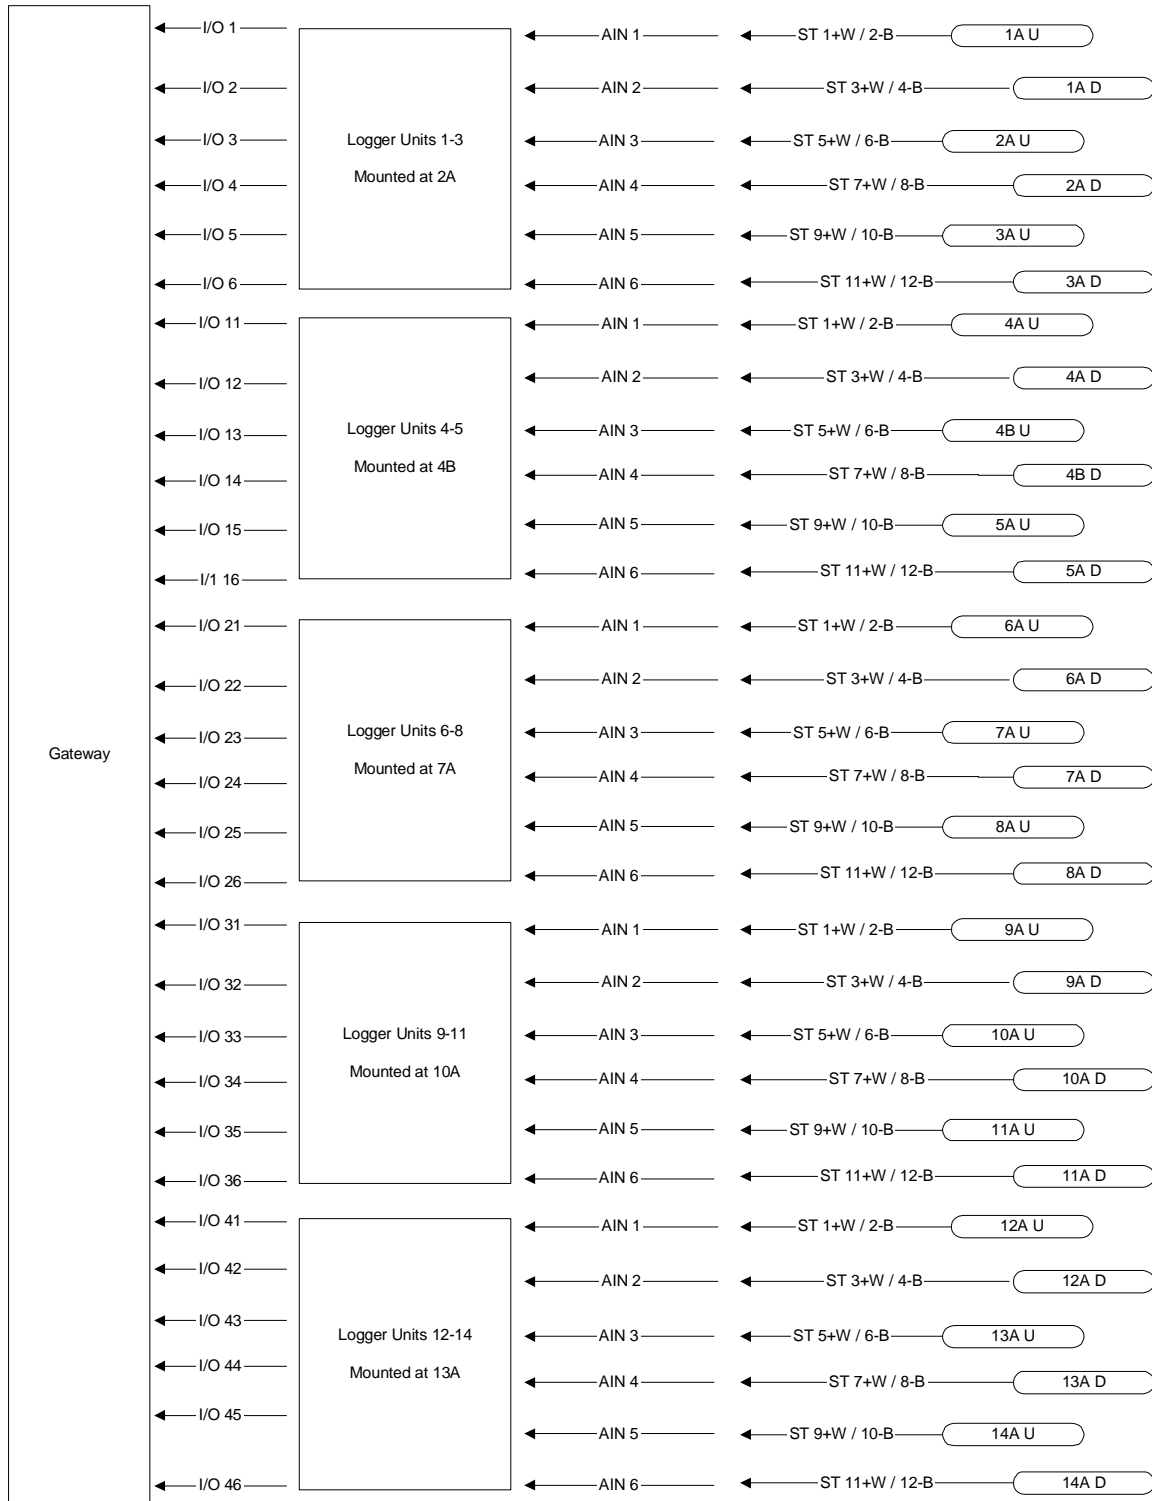 I/O 1
AIN 1
ST 1+W / 2-B
1A U
I/O 2
AIN 2
ST 3+W / 4-B
1A D
I/O 3
Logger Units 1-3
AIN 3
ST 5+W / 6-B
2A U
Mounted at 2A
I/O 4
AIN 4
ST 7+W / 8-B
2A D
I/O 5
AIN 5
ST 9+W / 10-B
3A U
I/O 6
AIN 6
ST 11+W / 12-B
3A D
I/O 11
AIN 1
ST 1+W / 2-B
4A U
I/O 12
AIN 2
ST 3+W / 4-B
4A D
I/O 13
Logger Units 4-5
AIN 3
ST 5+W / 6-B
4B U
Mounted at 4B
I/O 14
AIN 4
ST 7+W / 8-B
4B D
I/O 15
AIN 5
ST 9+W / 10-B
5A U
I/1 16
AIN 6
ST 11+W / 12-B
5A D
I/O 21
AIN 1
ST 1+W / 2-B
6A U
I/O 22
AIN 2
ST 3+W / 4-B
6A D
Gateway
I/O 23
Logger Units 6-8
AIN 3
ST 5+W / 6-B
7A U
Mounted at 7A
I/O 24
AIN 4
ST 7+W / 8-B
7A D
I/O 25
AIN 5
ST 9+W / 10-B
8A U
I/O 26
AIN 6
ST 11+W / 12-B
8A D
I/O 31
AIN 1
ST 1+W / 2-B
9A U
I/O 32
AIN 2
ST 3+W / 4-B
9A D
I/O 33
Logger Units 9-11
AIN 3
ST 5+W / 6-B
10A U
Mounted at 10A
I/O 34
AIN 4
ST 7+W / 8-B
10A D
I/O 35
AIN 5
ST 9+W / 10-B
11A U
I/O 36
AIN 6
ST 11+W / 12-B
11A D
I/O 41
AIN 1
ST 1+W / 2-B
12A U
I/O 42
AIN 2
ST 3+W / 4-B
12A D
I/O 43
Logger Units 12-14
AIN 3
ST 5+W / 6-B
13A U
Mounted at 13A
I/O 44
AIN 4
ST 7+W / 8-B
13A D
I/O 45
AIN 5
ST 9+W / 10-B
14A U
I/O 46
AIN 6
ST 11+W / 12-B
14A D